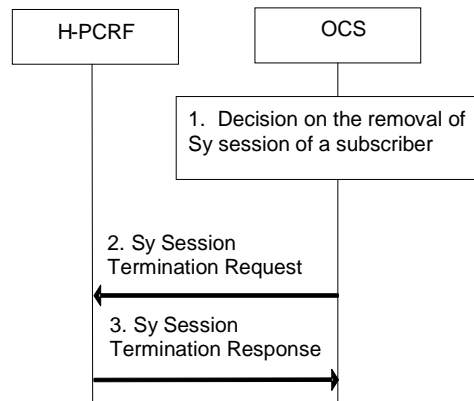 H-PCRF
OCS
1. Decision on the removal of
Sy session of a subscriber
2. Sy Session
Termination Request
3. Sy Session
Termination Response